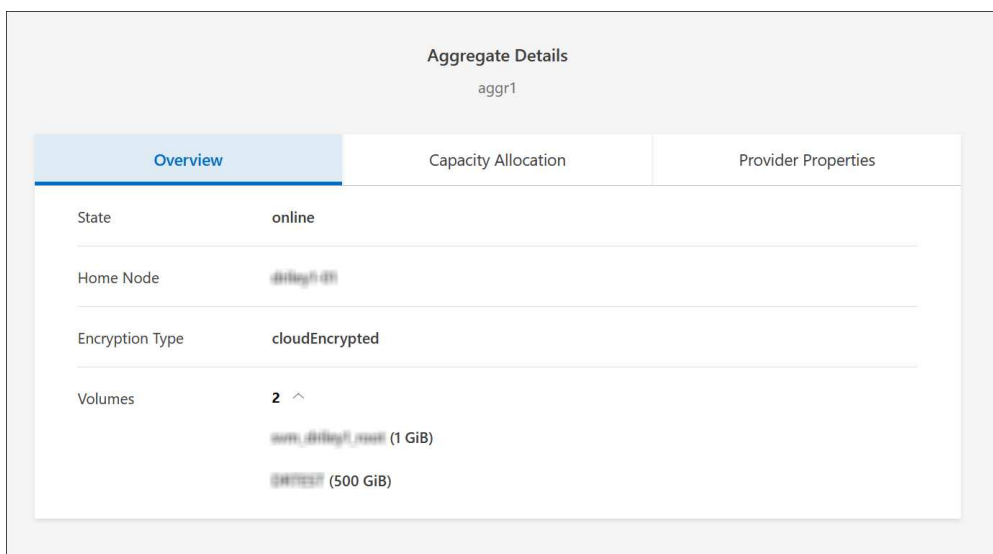 Aggregate Details
aggr1
Overview Capacity Allocation Provider Properties
State online
Home Node
Encryption Type cloudEncrypted
Volumes 2
(1 GiB)
(500 GiB)